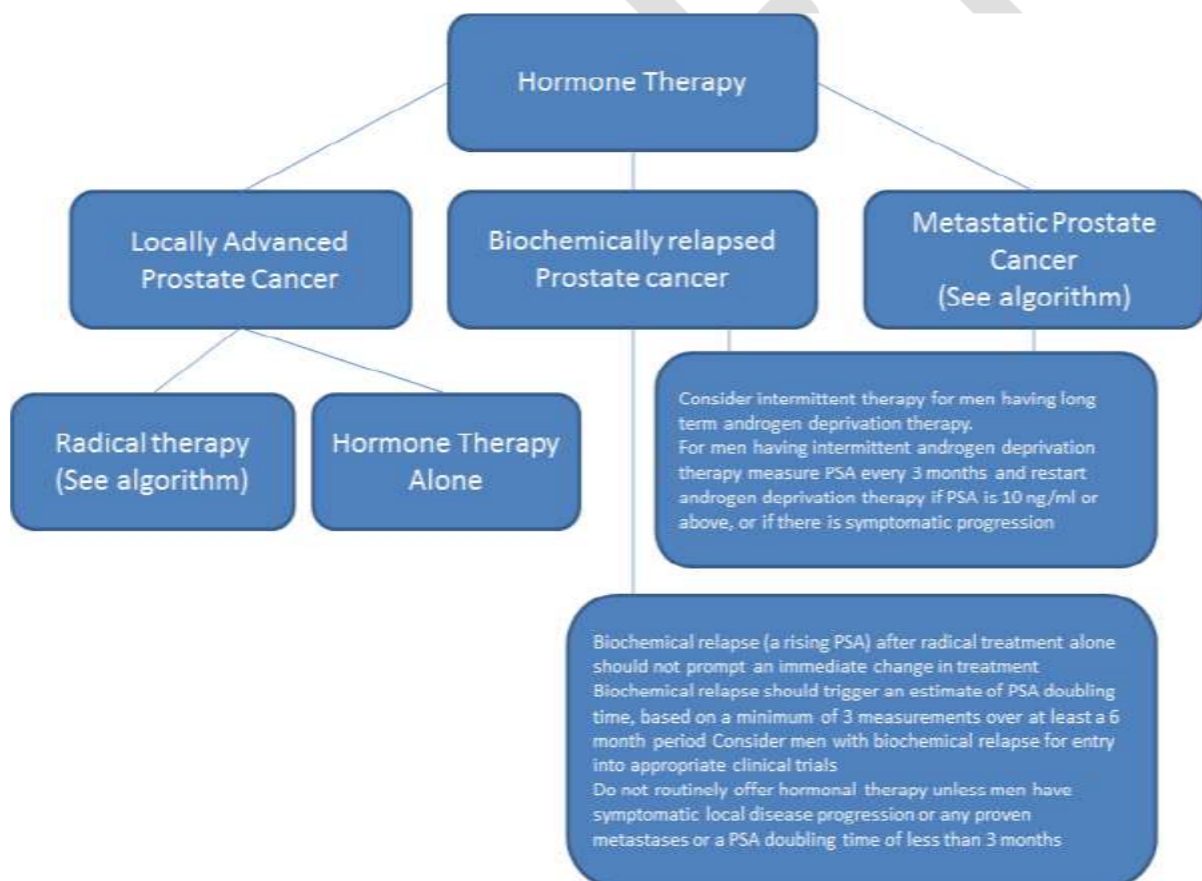 Hormone Therapy
Locally Advanced
Prostate Cancer
Biochemically relapsed
Prostate cancer
Metastatic Prostate
Cancer
(See algorithm)
Radical therapy
(See algorithm)
Hormone Therapy
Alone
Consider intermittent therapy for men having long
term androgen deprivation therapy.
For men having intermittent androgen deprivation
therapy measure PSA every 3 months and restart
androgen deprivation therapy if PSA is 10 ng/ml or
above, or if there is symptomatic progression
Biochemical relapse (a rising PSA) after radical treatment alone
should not prompt an immediate change in treatment
Biochemical relapse should trigger an estimate of PSA doubling
time, based on a minimum of 3 measurements over at least a 6
month period Consider men with biochemical relapse for entry
into appropriate clinical trials
Do not routinely offer hormonal therapy unless men have
symptomatic local disease progression or any proven
metastases or a PSA doubling time of less than 3 months